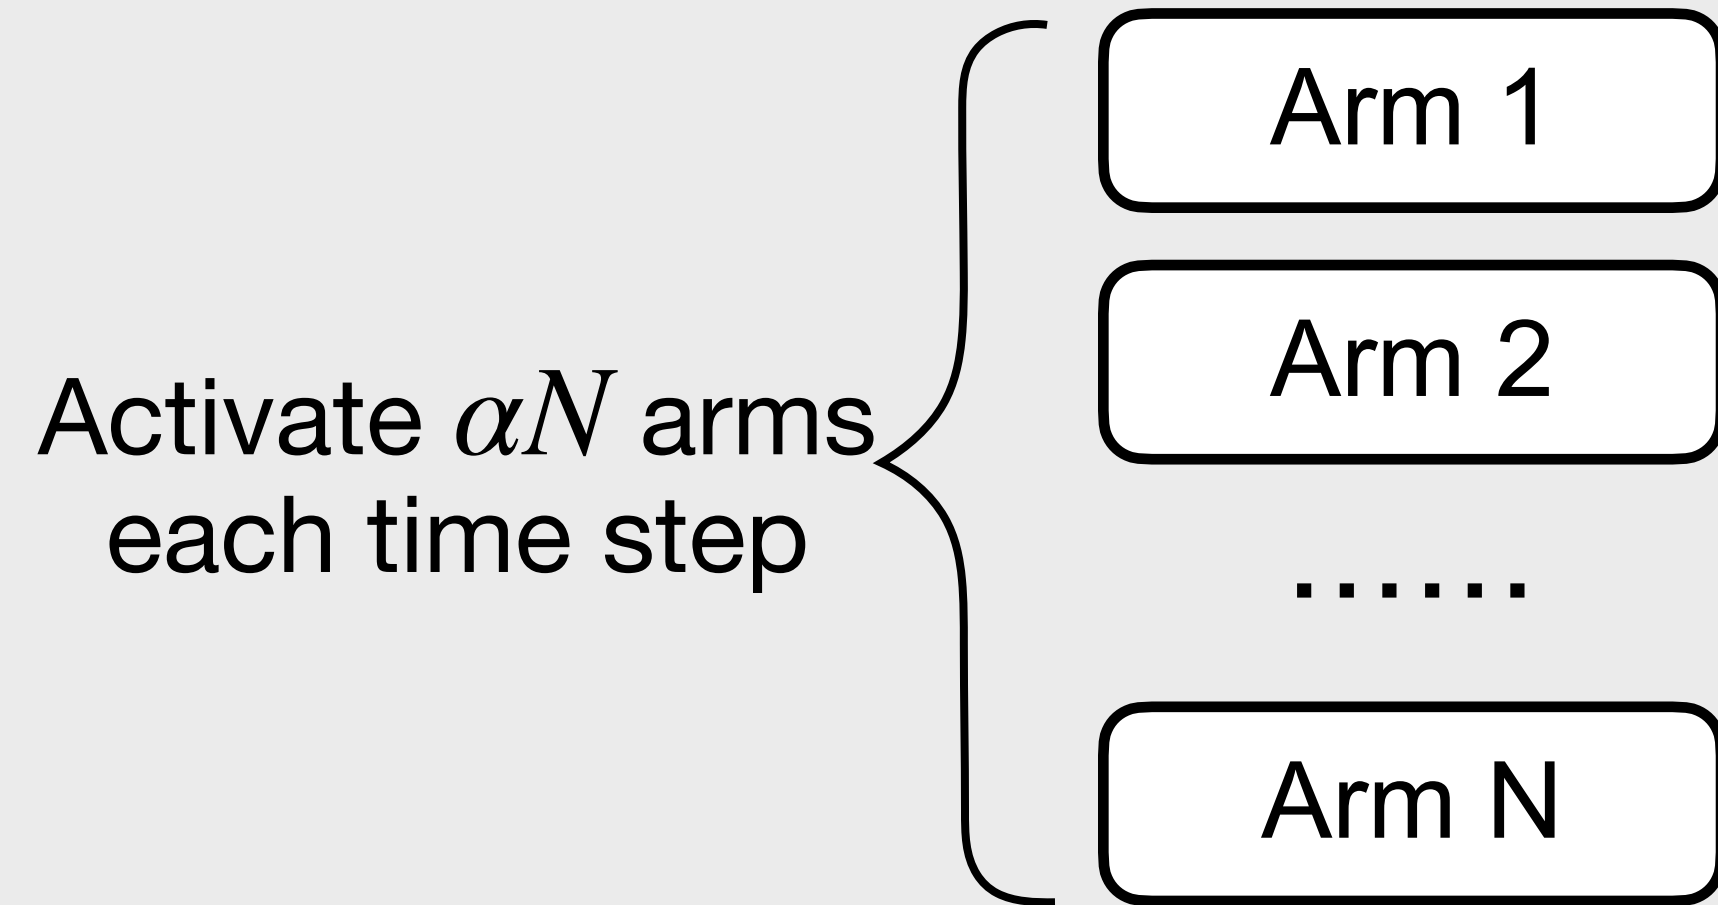 Arm 1
Arm 2
Activate αN arms
each time step
......
Arm N